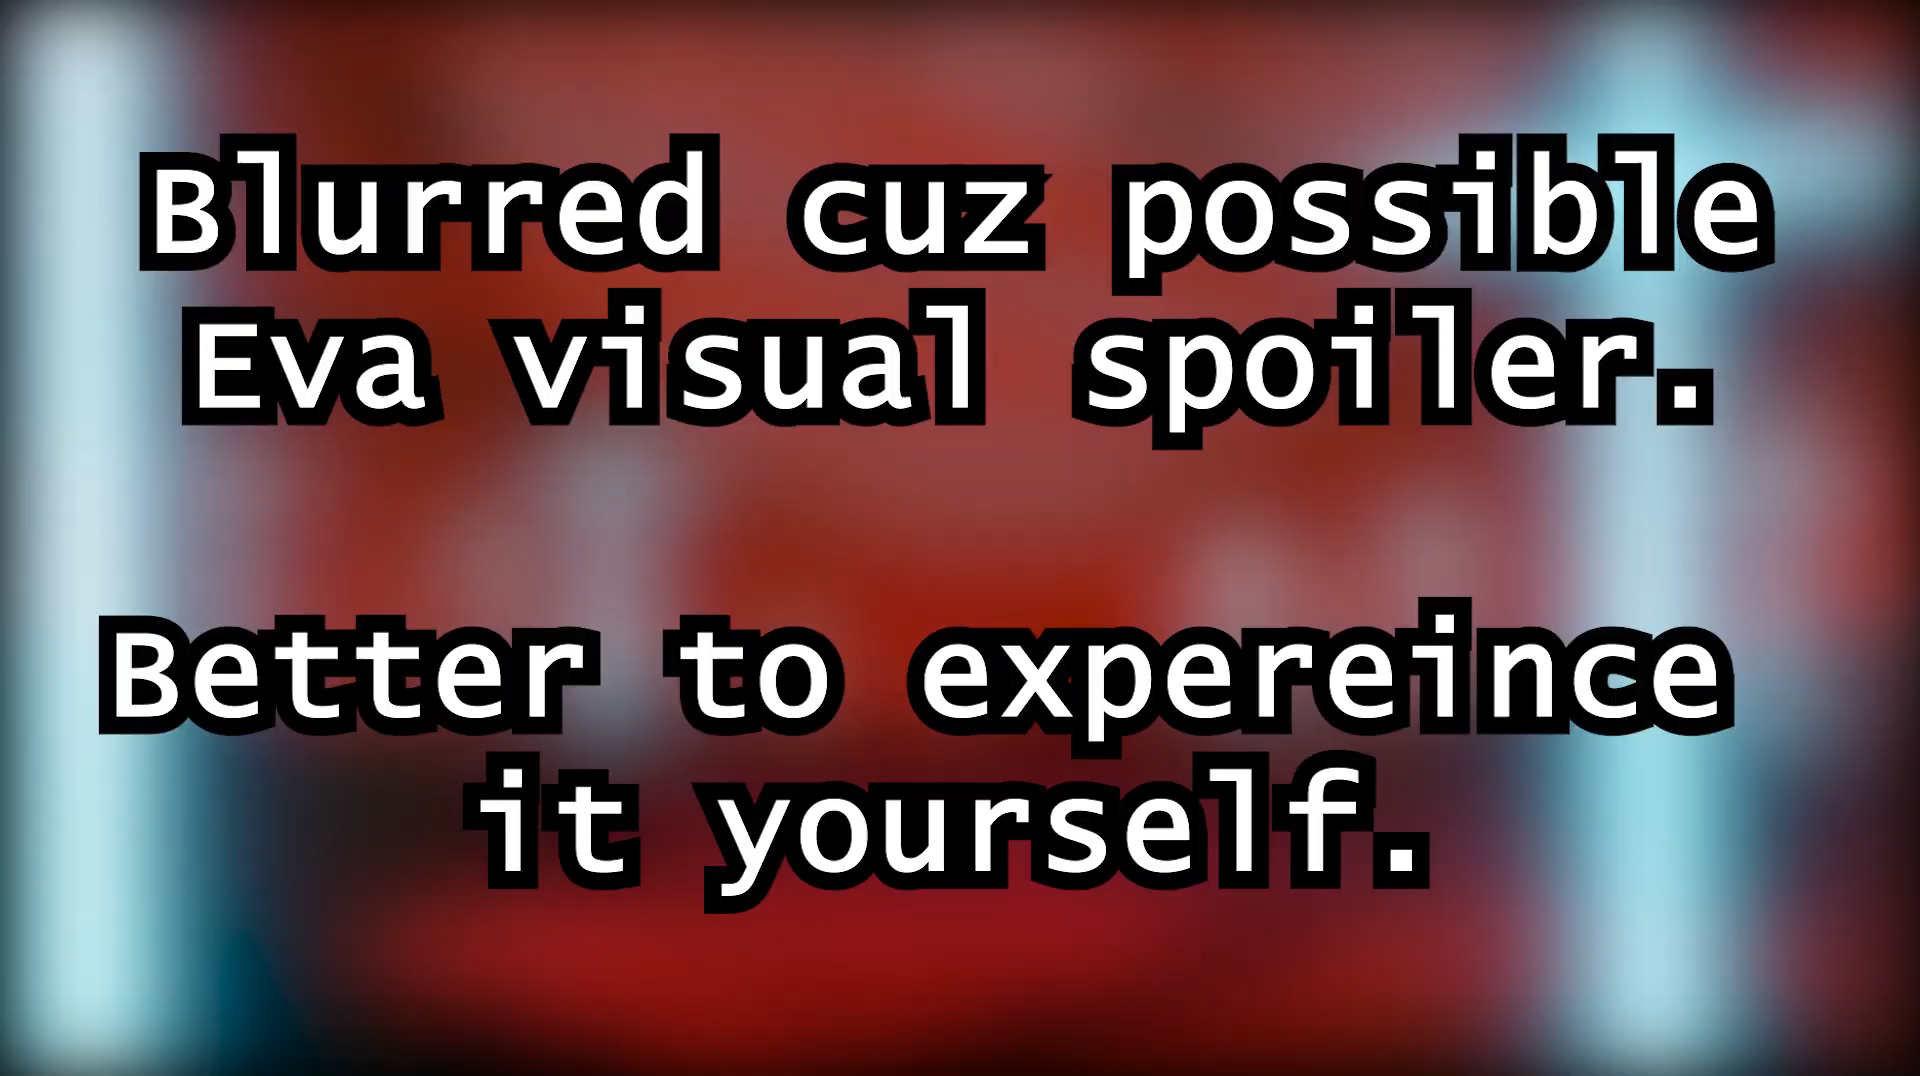 Blurred cuz possible
Eva visual spoiler.
Better to expereince
it yourself.